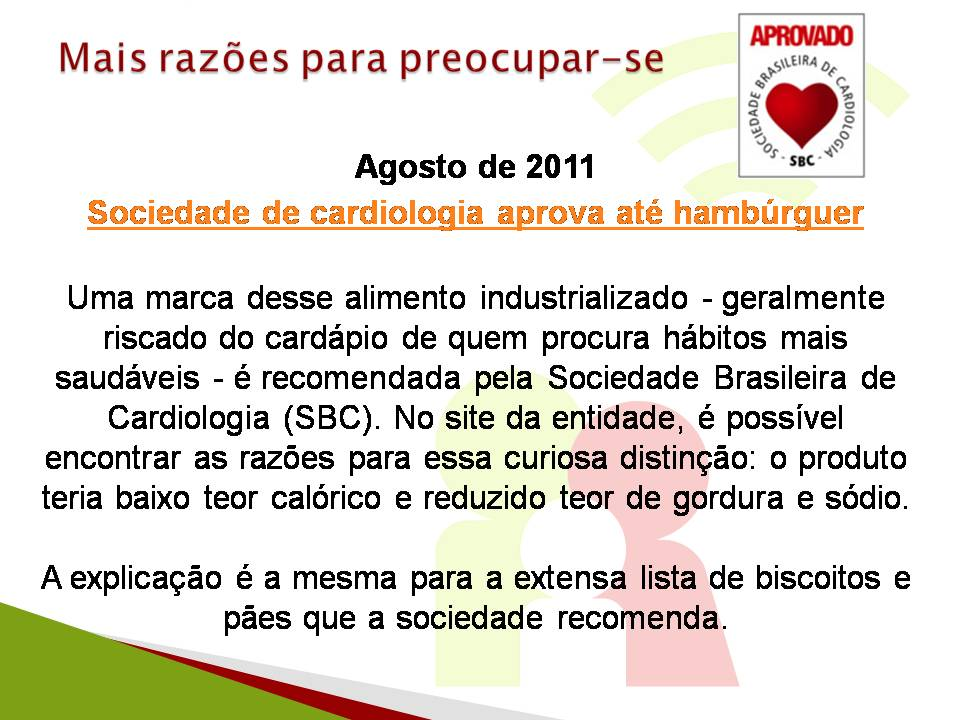 Mais razões para preocupar-se
APROVADO
SOCIEDADE BRASILEIRA DE CARDIOLOGIA
- SBC -
Agosto de 2011
Sociedade de cardiologia aprova até hambúrguer
Uma marca desse alimento industrializado - geralmente
riscado do cardápio de quem procura hábitos mais
saudáveis - é recomendada pela Sociedade Brasileira de
Cardiologia (SBC). No site da entidade, é possível
encontrar as razões para essa curiosa distinção: o produto
teria baixo teor calórico e reduzido teor de gordura e sódio.
A explicação é a mesma para a extensa lista de biscoitos e
pães que a sociedade recomenda.